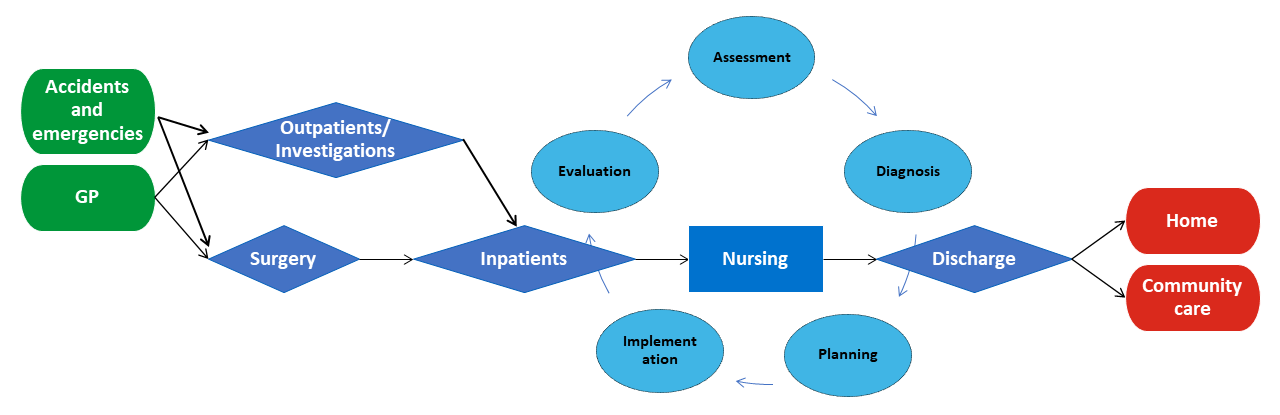 Assessment
Accidents
and
emergencies
Outpatients/
Investigations
Evaluation
Diagnosis
GP
Home
Surgery
Inpatients
Nursing
Discharge
Community
care
Implement
ation
Planning